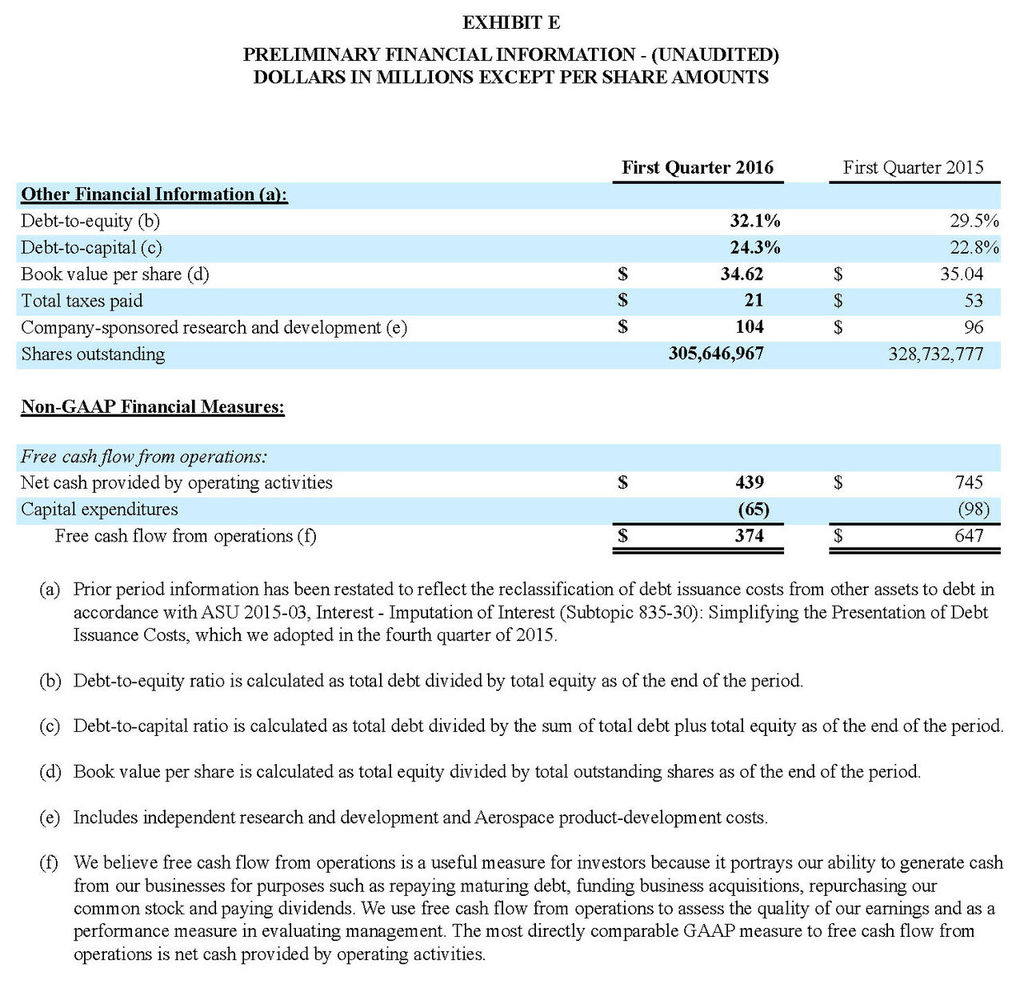 EXHIBIT E
PRELIMINARY FINANCIAL INFORMATION - (UNAUDITED)
DOLLARS IN MILLIONS EXCEPT PER SHARE AMOUNTS
First Quarter 2016 First Quarter 2015
Other Financial Information (a):
Debt-to-equity (b) 32.1% 29.5%
Debt-to-capital (c) 24.3% 22.8%
Book value per share (d) $ 34.62 $ 35.04
Total taxes paid $ 21 $ 53
Company-sponsored research and development (e) $ 104 $ 96
Shares outstanding 305,646,967 328,732,777
Non-GAAP Financial Measures:
Free cash flow from operations:
Net cash provided by operating activities $ 439 $ 745
Capital expenditures (65) (98)
Free cash flow from operations (f) $ 374 $ 647
(a) Prior period information has been restated to reflect the reclassification of debt issuance costs from other assets to debt in
accordance with ASU 2015-03, Interest - Imputation of Interest (Subtopic 835-30): Simplifying the Presentation of Debt
Issuance Costs, which we adopted in the fourth quarter of 2015.
(b) Debt-to-equity ratio is calculated as total debt divided by total equity as of the end of the period.
(c) Debt-to-capital ratio is calculated as total debt divided by the sum of total debt plus total equity as of the end of the period.
(d) Book value per share is calculated as total equity divided by total outstanding shares as of the end of the period.
(e) Includes independent research and development and Aerospace product-development costs.
(f) We believe free cash flow from operations is a useful measure for investors because it portrays our ability to generate cash
from our businesses for purposes such as repaying maturing debt, funding business acquisitions, repurchasing our
common stock and paying dividends. We use free cash flow from operations to assess the quality of our earnings and as a
performance measure in evaluating management. The most directly comparable GAAP measure to free cash flow from
operations is net cash provided by operating activities.